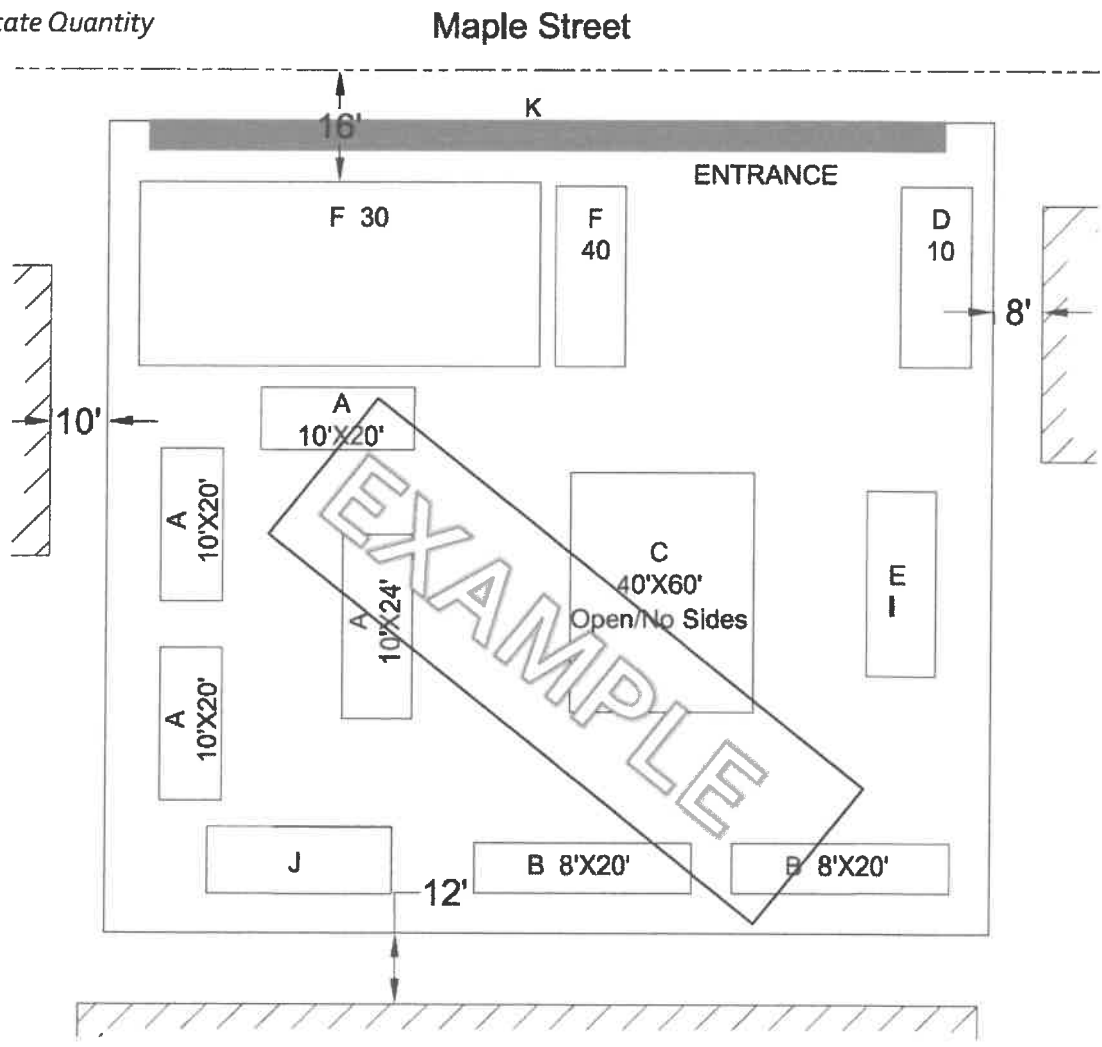 Quantity
Maple Street
K
16'
ENTRANCE
F 30
F
40
D
10
8'
10'
A
10'X20'
A
10'X20'
A
10'X24'
C
40'X60'
Open/No Sides
E
I
A
10'X20'
EXAMPLE
J
12'
B 8'X20'
B 8'X20'